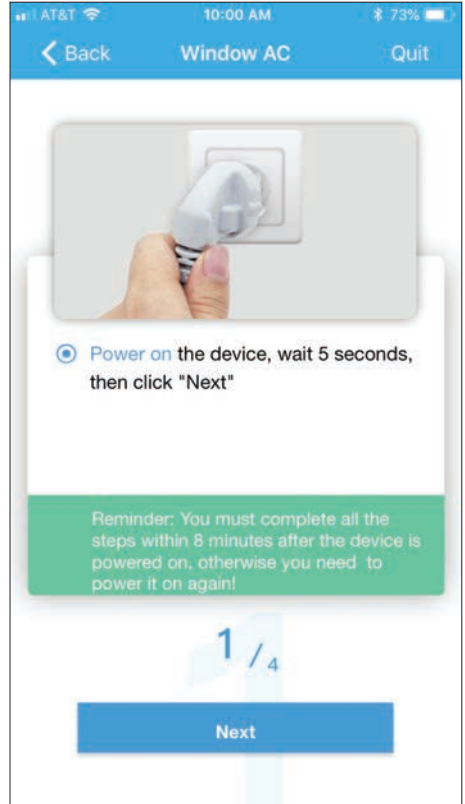 AT&T 10:00 AM 73%
Back Window AC Quit
Power on the device, wait 5 seconds,
then click "Next"
Reminder: You must complete all the
steps within 8 minutes after the device is
powered on, otherwise you need to
power it on again!
1 / 4
Next